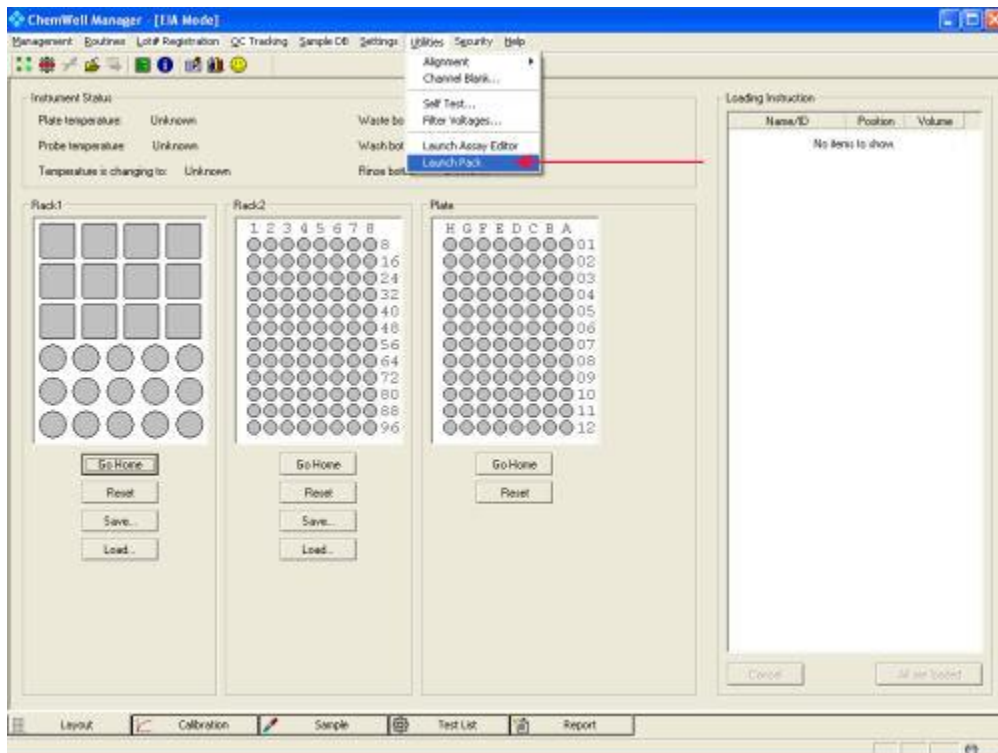 ChemWell Manager - [EIA Mode]
Management Routines Lot# Registration QC Tracking Sample DB Settings Utilities Security Help
Alignment
Channel Blank...
Self Test...
Filter Voltages...
Launch Assay Editor
Launch Pack
Instrument Status
Plate temperature: Unknown
Waste bo
Probe temperature: Unknown
Wash bot
Temperature is changing to: Unknown
Rinse bot
Loading Instruction
Name/ID Position Volume
No items to show.
Rack1
Rack2
Plate
1 2 3 4 5 6 7 8
8
16
24
32
40
48
56
64
72
80
88
96
H G F E D C B A
01
02
03
04
05
06
07
08
09
10
11
12
Go Home
Reset
Save...
Load...
Go Home
Reset
Save...
Load...
Go Home
Reset
Cancel
All are loaded
Layout Calibration Sample Test List Report